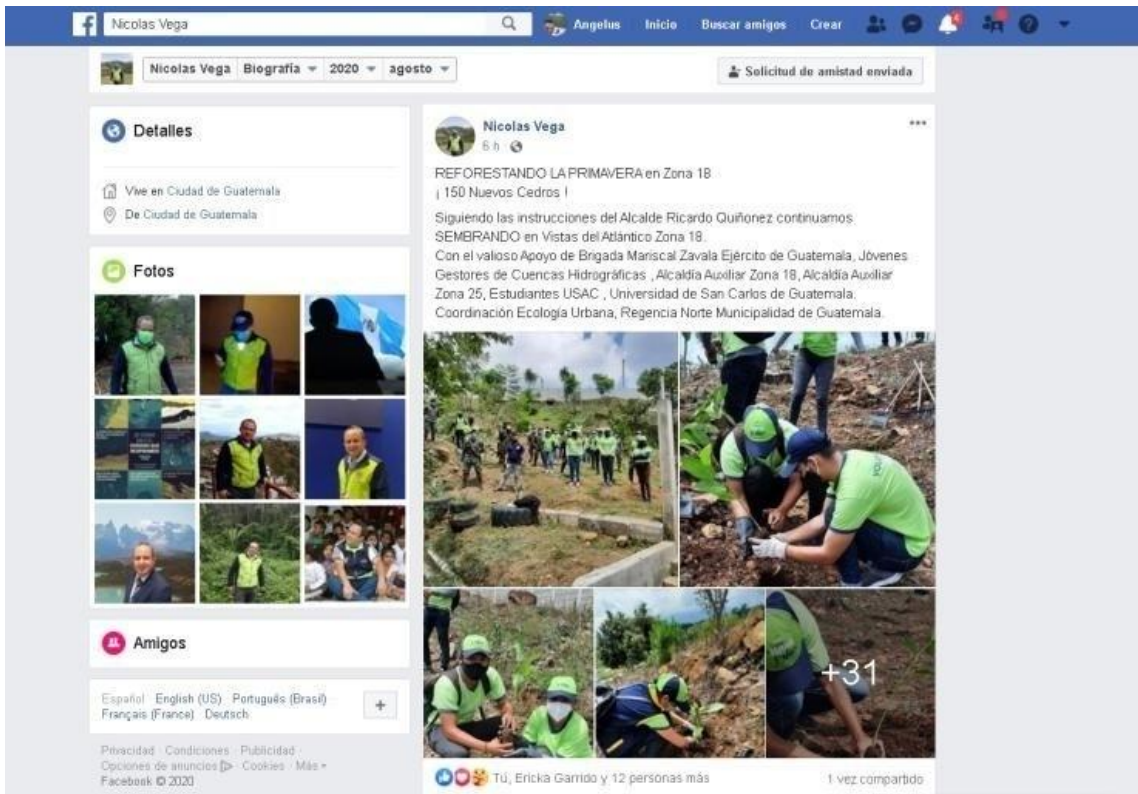 Nicolas Vega
Angelus Inicio Buscar amigos Crear
Nicolas Vega Biografía 2020 agosto
Solicitud de amistad enviada
Detalles
Vive en Ciudad de Guatemala
De Ciudad de Guatemala
Fotos
Amigos
Español English (US) Português (Brasil)
Français (France) Deutsch
+
Privacidad · Condiciones · Publicidad ·
Opciones de anuncios · Cookies · Más
Facebook © 2020
Nicolas Vega
6 h ·
REFORESTANDO LA PRIMAVERA en Zona 18
¡ 150 Nuevos Cedros !
Siguiendo las instrucciones del Alcalde Ricardo Quiñonez continuamos
SEMBRANDO en Vistas del Atlántico Zona 18.
Con el valioso Apoyo de Brigada Mariscal Zavala Ejército de Guatemala, Jóvenes
Gestores de Cuencas Hidrográficas , Alcaldía Auxiliar Zona 18, Alcaldía Auxiliar
Zona 25, Estudiantes USAC , Universidad de San Carlos de Guatemala.
Coordinación Ecología Urbana, Regencia Norte Municipalidad de Guatemala.
+31
Tú, Ericka Garrido y 12 personas más
1 vez compartido